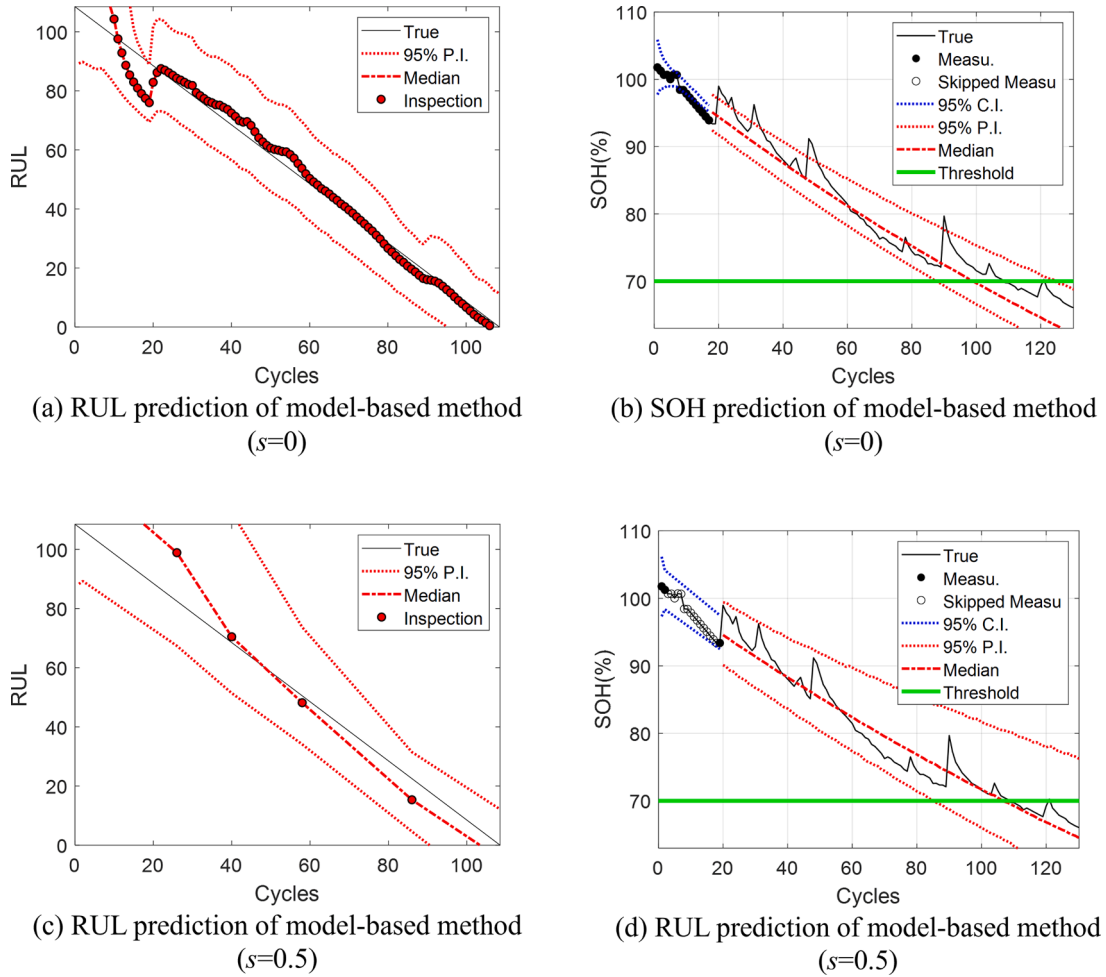 100
80
60
40
20
0
RUL
0 20 40 60 80 100
Cycles
True
95% P.I.
Median
Inspection
(a) RUL prediction of model-based method
(s=0)
110
100
90
80
70
SOH(%)
0 20 40 60 80 100 120
Cycles
True
Measu.
Skipped Measu
95% C.I.
95% P.I.
Median
Threshold
(b) SOH prediction of model-based method
(s=0)
100
80
60
40
20
0
RUL
0 20 40 60 80 100
Cycles
True
95% P.I.
Median
Inspection
(c) RUL prediction of model-based method
(s=0.5)
110
100
90
80
70
SOH(%)
0 20 40 60 80 100 120
Cycles
True
Measu.
Skipped Measu
95% C.I.
95% P.I.
Median
Threshold
(d) RUL prediction of model-based method
(s=0.5)